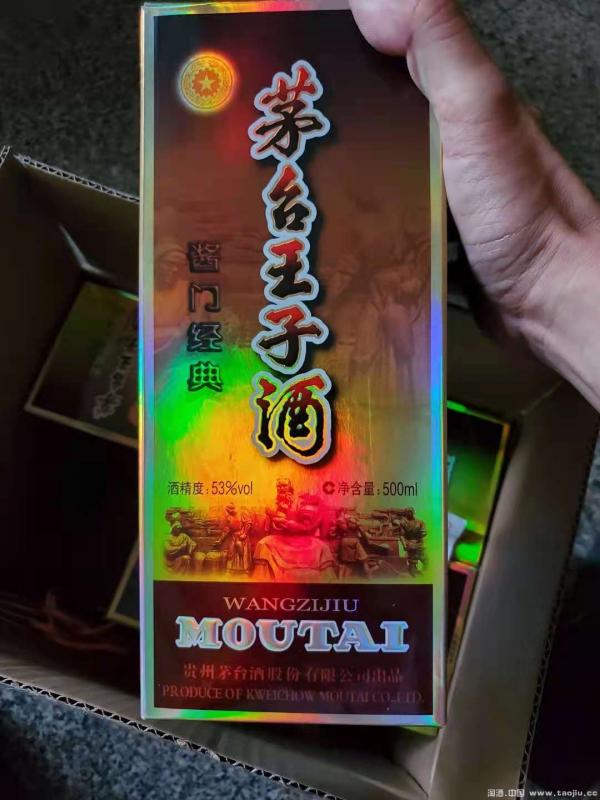 茅台王子酒
酱门经典
酒精度:53%vol
净含量:500ml
WANGZIJIU
MOUTAI
贵州茅台酒股份有限公司出品
PRODUCE OF KWEICHOW MOUTAI CO.,LTD.
淘酒.中国 www.taojiu.cc